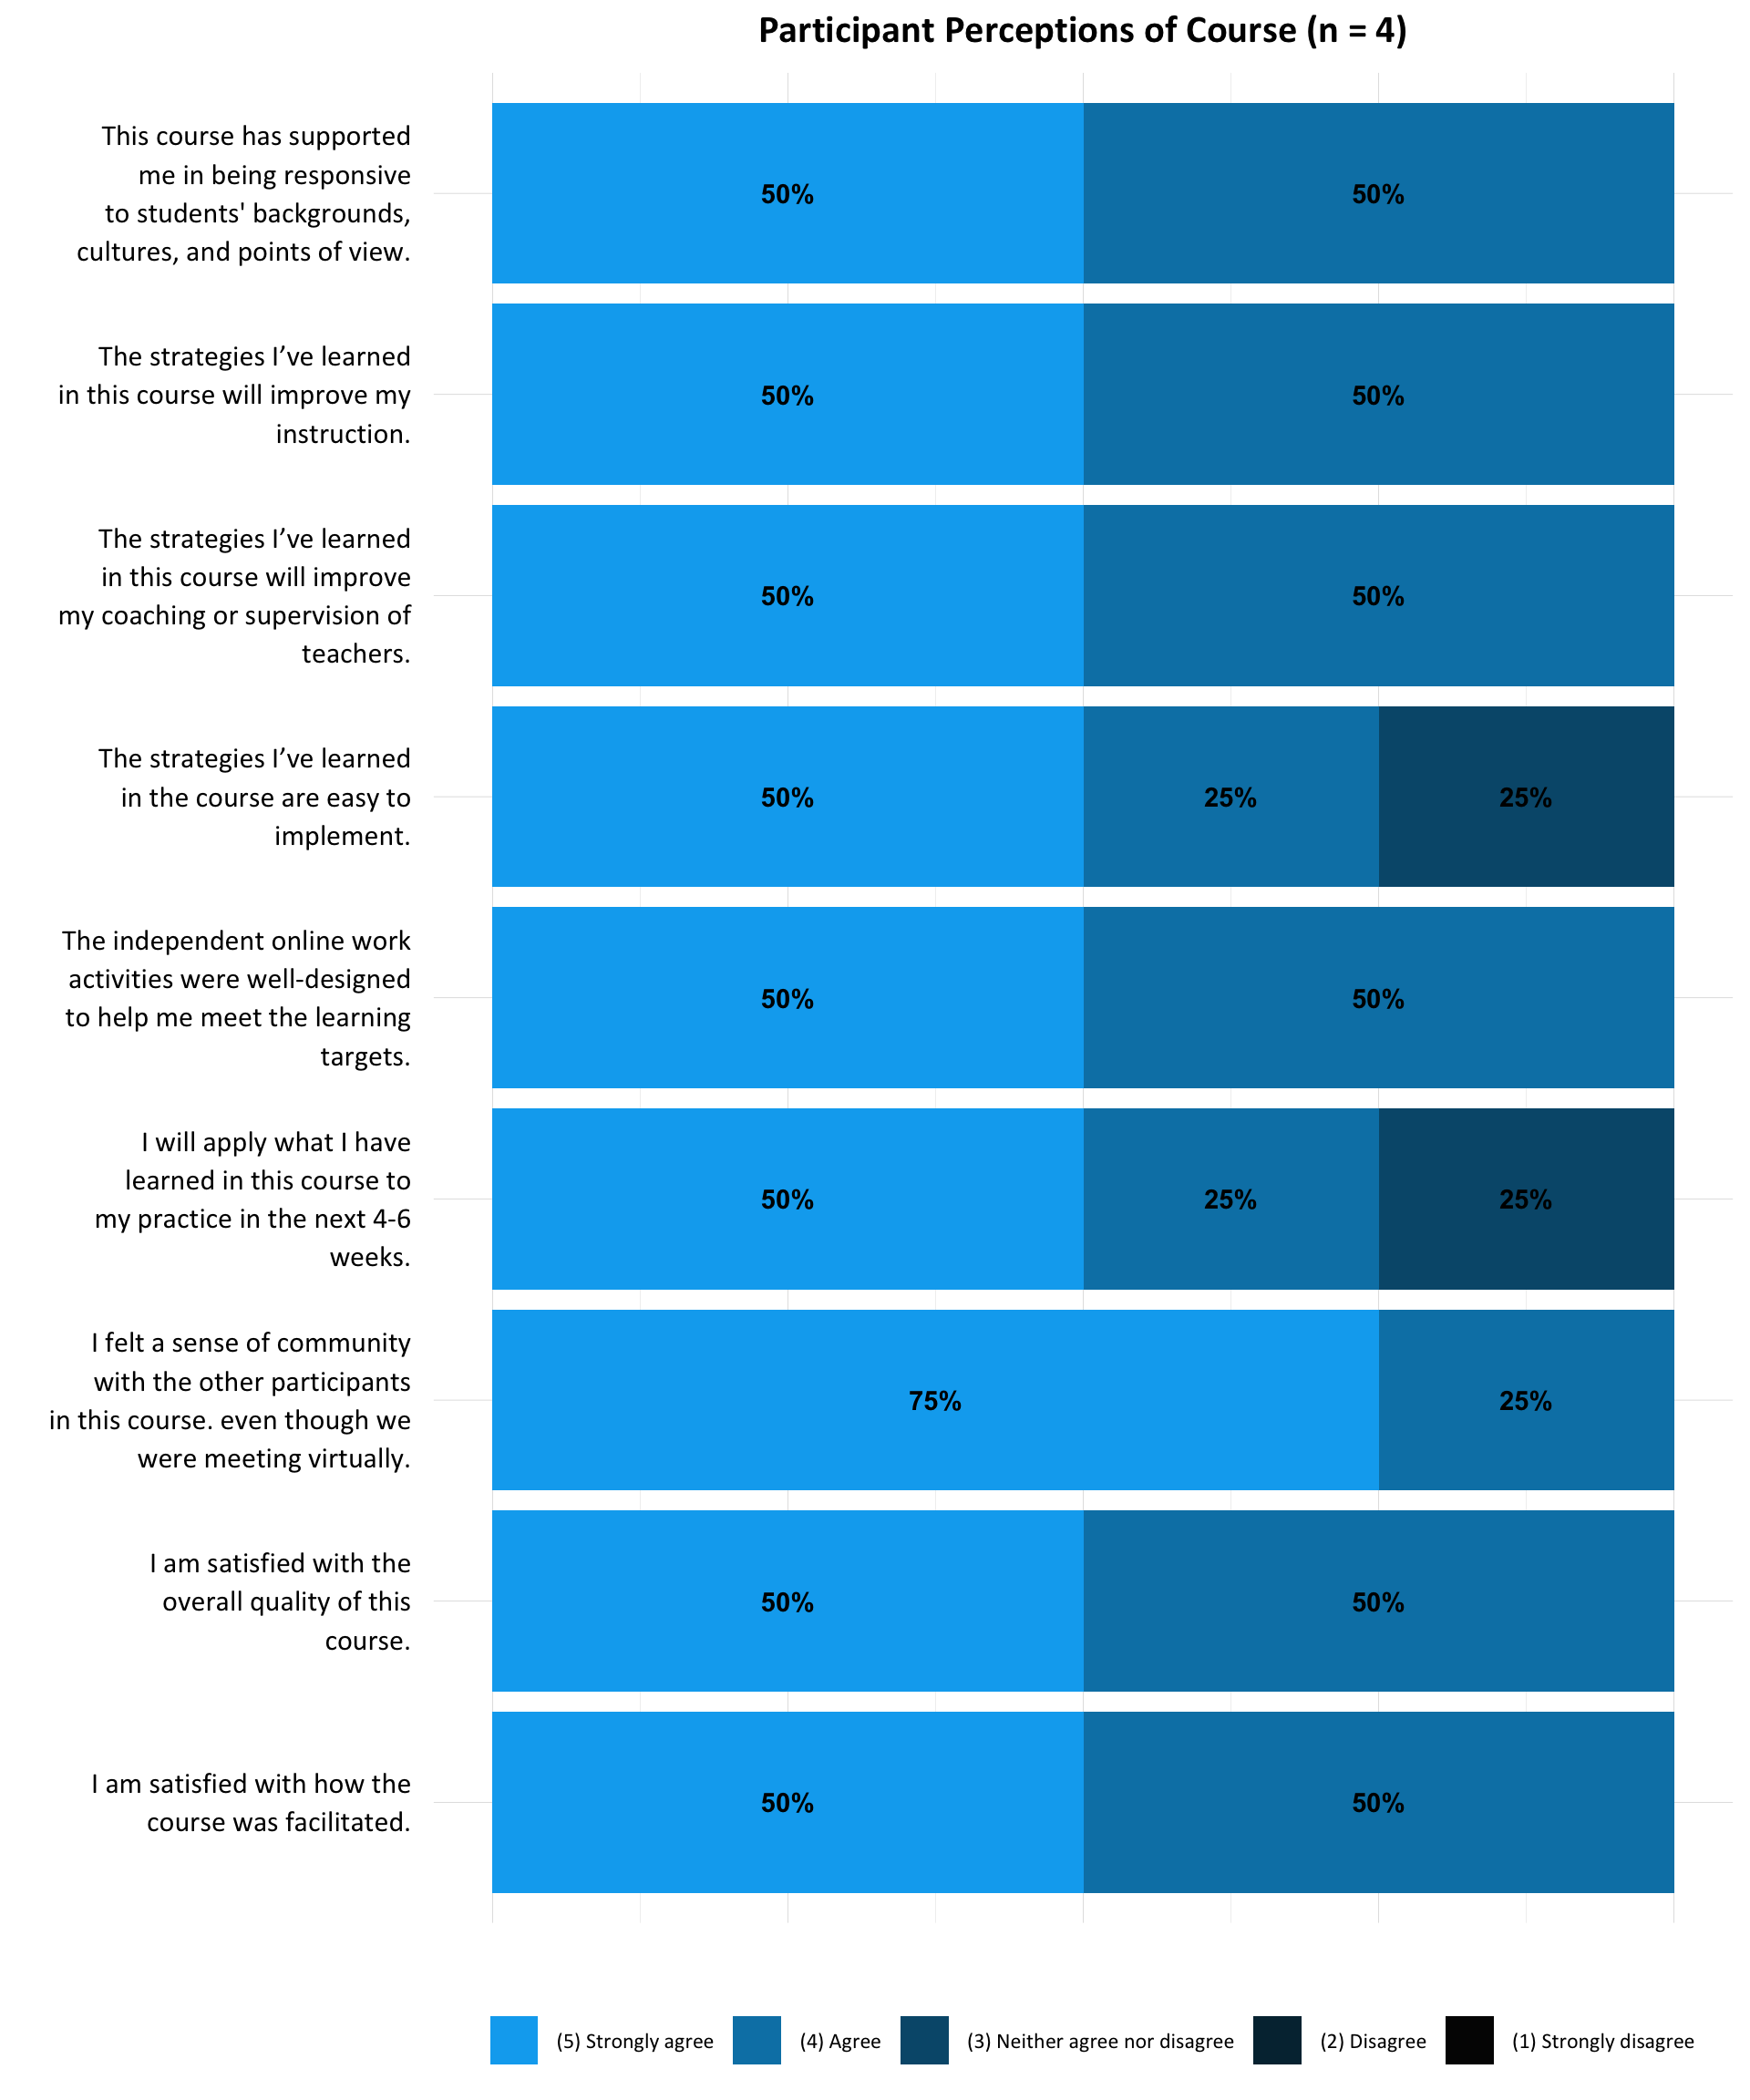 Participant Perceptions of Course (n = 4)
This course has supported
me in being responsive
to students' backgrounds,
cultures, and points of view.
50%
50%
The strategies I’ve learned
in this course will improve my
instruction.
50%
50%
The strategies I’ve learned
in this course will improve
my coaching or supervision of
teachers.
50%
50%
The strategies I’ve learned
in the course are easy to
implement.
50%
25%
25%
The independent online work
activities were well-designed
to help me meet the learning
targets.
50%
50%
I will apply what I have
learned in this course to
my practice in the next 4-6
weeks.
50%
25%
25%
I felt a sense of community
with the other participants
in this course. even though we
were meeting virtually.
75%
25%
I am satisfied with the
overall quality of this
course.
50%
50%
I am satisfied with how the
course was facilitated.
50%
50%
(5) Strongly agree
(4) Agree
(3) Neither agree nor disagree
(2) Disagree
(1) Strongly disagree